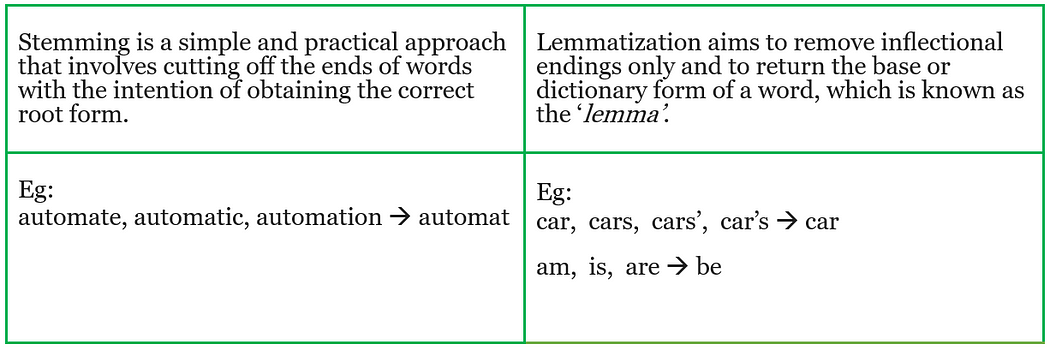 Stemming is a simple and practical approach
that involves cutting off the ends of words
with the intention of obtaining the correct
root form.
Lemmatization aims to remove inflectional
endings only and to return the base or
dictionary form of a word, which is known as
the ‘lemma’.
Eg:
automate, automatic, automation → automat
Eg:
car, cars, cars’, car’s → car
am, is, are → be